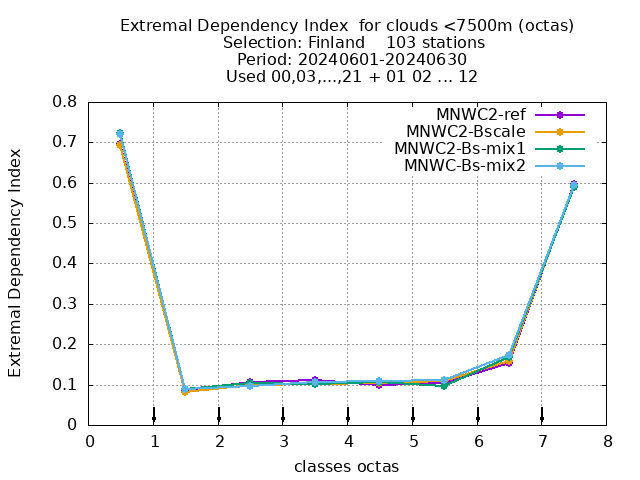 Extremal Dependency Index  for clouds <7500m (octas)
Selection: Finland    103 stations
Period: 20240601-20240630
Used 00,03,...,21 + 01 02 ... 12
MNWC2-ref
MNWC2-Bscale
MNWC2-Bs-mix1
MNWC-Bs-mix2
Extremal Dependency Index
0.8
0.7
0.6
0.5
0.4
0.3
0.2
0.1
0
0 1 2 3 4 5 6 7 8
classes octas